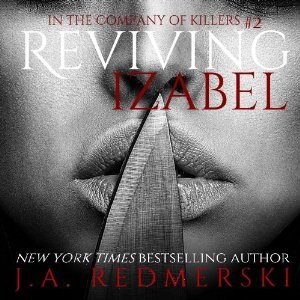 IN THE COMPANY OF KILLERS #2
REVIVING
IZABEL
NEW YORK TIMES BESTSELLING AUTHOR
J.A. REDMERSKI